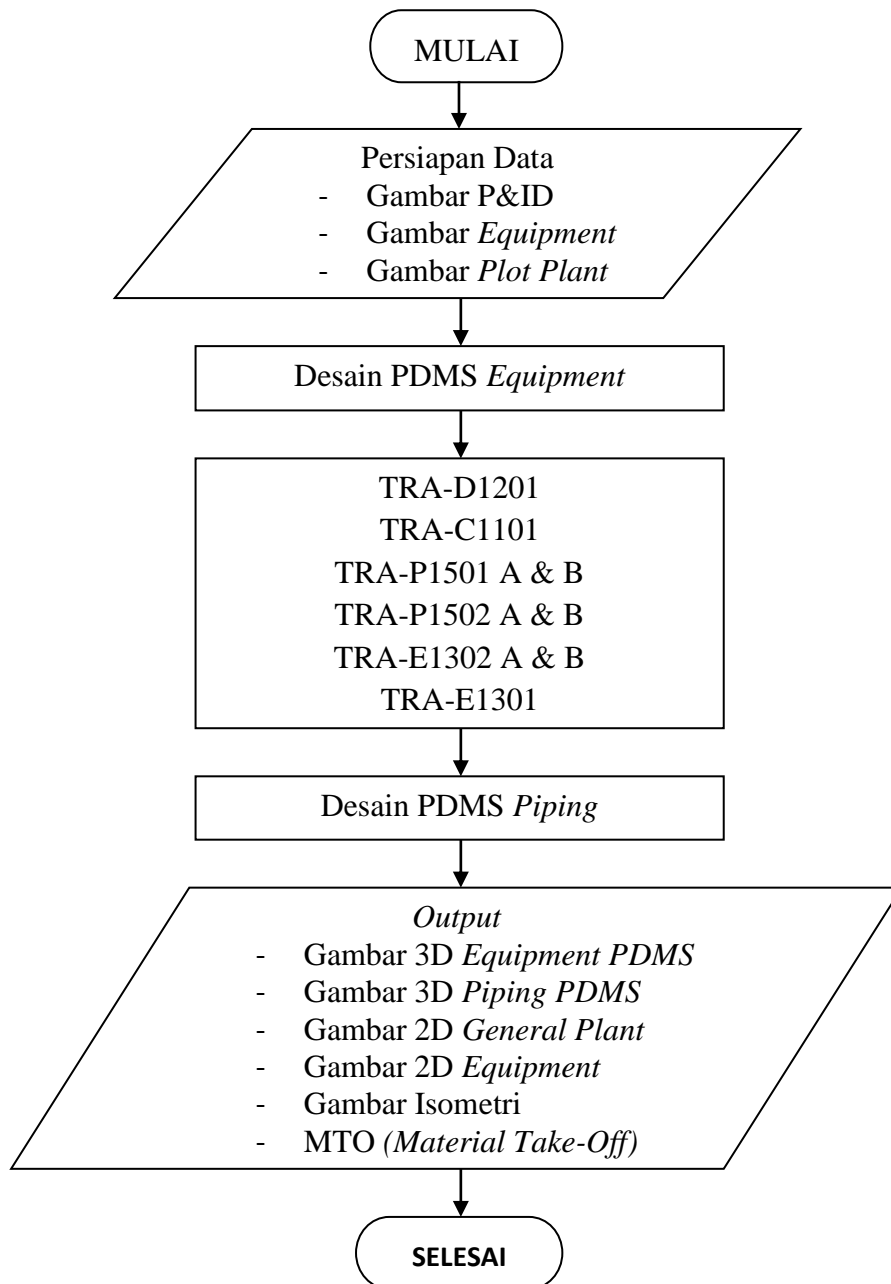 MULAI
Persiapan Data
- Gambar P&ID
- Gambar Equipment
- Gambar Plot Plant
Desain PDMS Equipment
TRA-D1201
TRA-C1101
TRA-P1501 A & B
TRA-P1502 A & B
TRA-E1302 A & B
TRA-E1301
Desain PDMS Piping
Output
- Gambar 3D Equipment PDMS
- Gambar 3D Piping PDMS
- Gambar 2D General Plant
- Gambar 2D Equipment
- Gambar Isometri
- MTO (Material Take-Off)
SELESAI